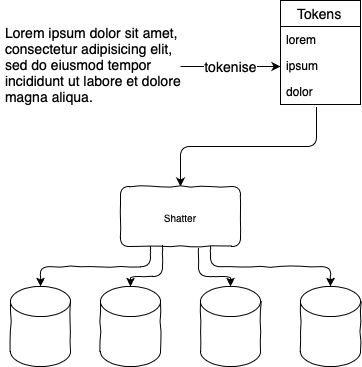 Lorem ipsum dolor sit amet,
consectetur adipisicing elit,
sed do eiusmod tempor
incididunt ut labore et dolore
magna aliqua.
tokenise
Tokens
lorem
ipsum
dolor
Shatter